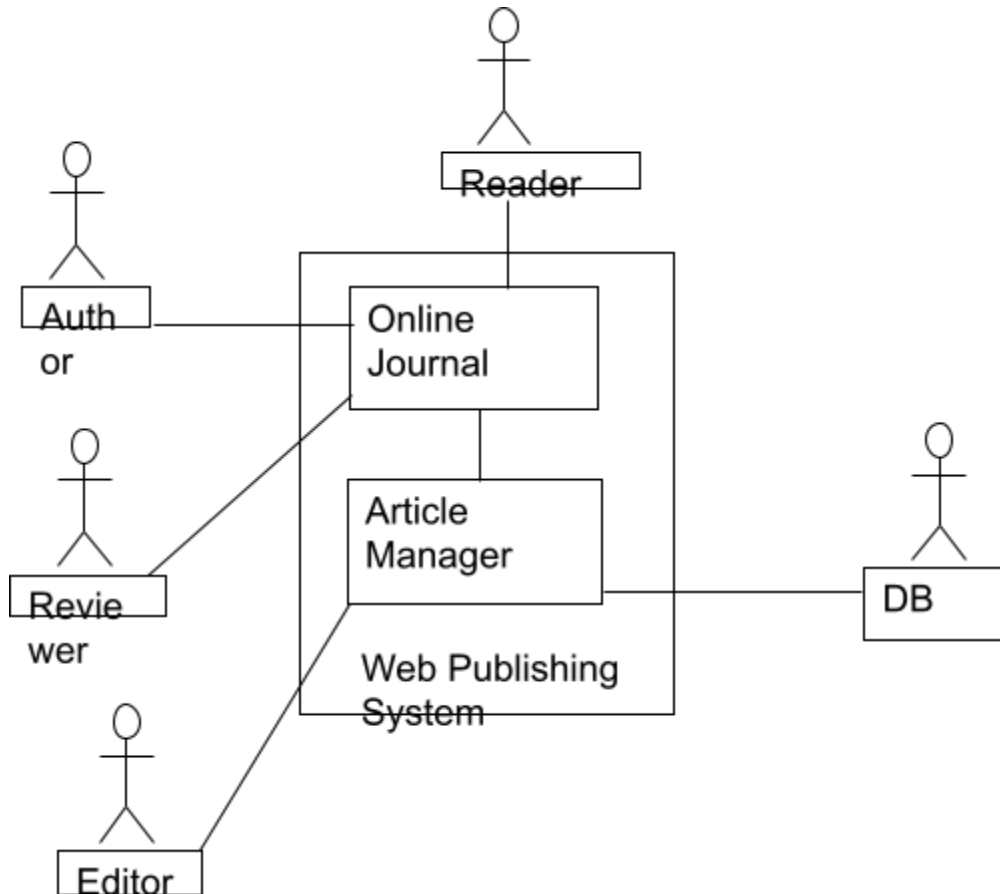 Reader
Auth
or
Online
Journal
Article
Manager
Revie
wer
DB
Web Publishing
System
Editor